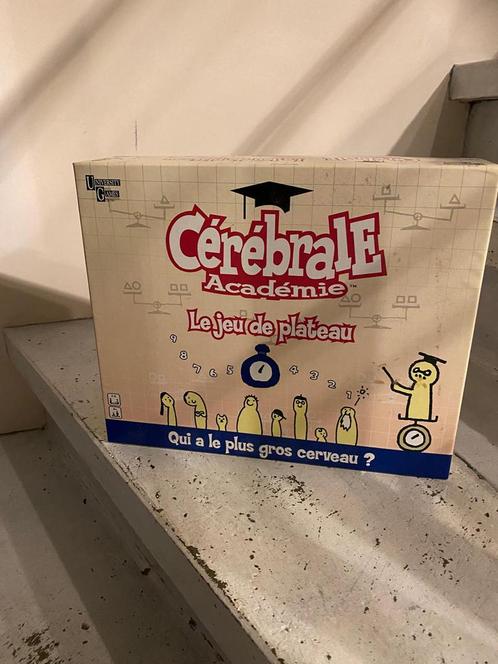 University
Games
CérébralE
Académie™
Le jeu de plateau
9
8
7
6
5
4
3
2
1
Qui a le plus gros cerveau ?